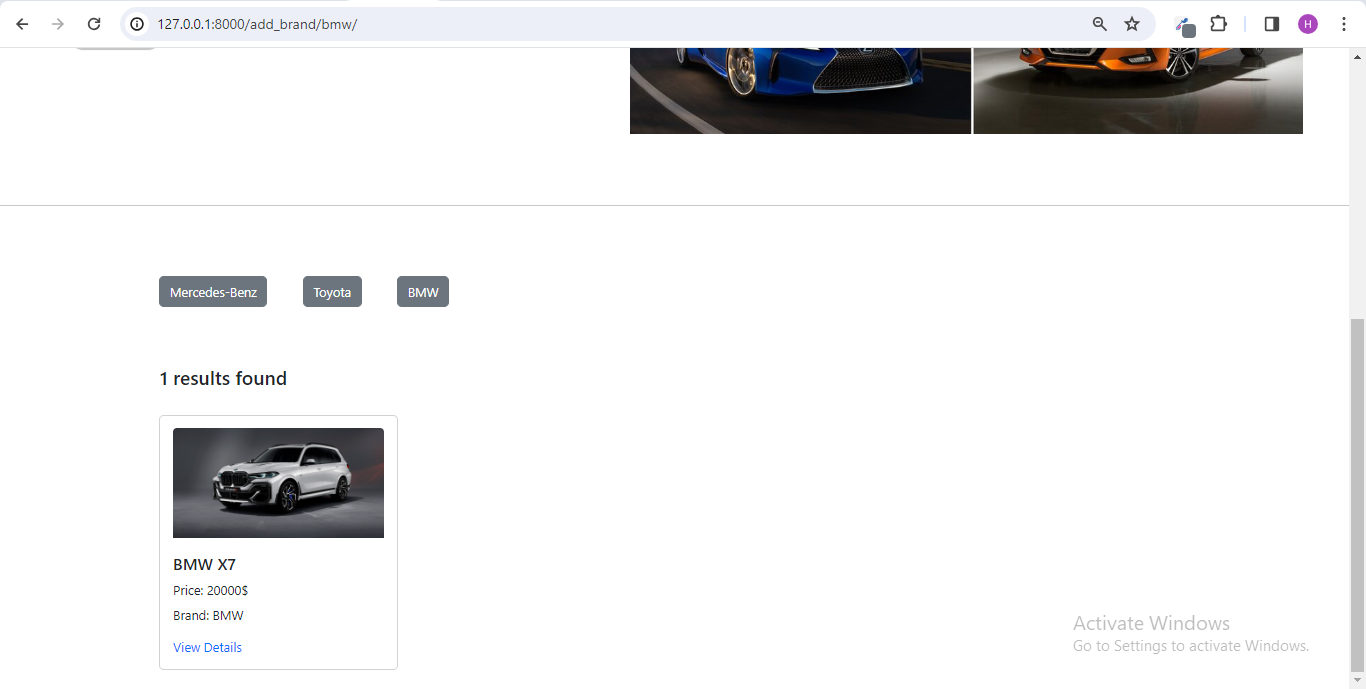 127.0.0.1:8000/add_brand/bmw/
H
Mercedes-Benz
Toyota
BMW
1 results found
BMW X7
Price: 20000$
Brand: BMW
View Details
Activate Windows
Go to Settings to activate Windows.